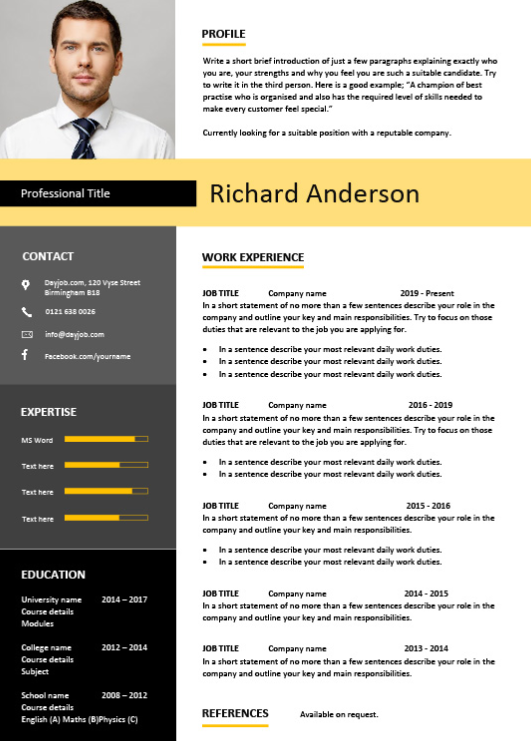 PROFILE
Write a short brief introduction of just a few paragraphs explaining exactly who
you are, your strengths and why you feel you are such a suitable candidate. Try
to write it in the third person. Here is a good example; “A champion of best
practise who is organised and also has the required level of skills needed to
make every customer feel special.”
Currently looking for a suitable position with a reputable company.
Professional Title
Richard Anderson
CONTACT
Dayjob.com, 120 Vyse Street
Birmingham B18
0121 638 0026
info@dayjob.com
Facebook.com/yourname
EXPERTISE
MS Word
Text here
Text here
Text here
EDUCATION
University name 2014 – 2017
Course details
Modules
College name 2012 – 2014
Course details
Subject
School name 2008 – 2012
Course details
English (A) Maths (B)Physics (C)
WORK EXPERIENCE
JOB TITLE Company name 2019 - Present
In a short statement of no more than a few sentences describe your role in the
company and outline your key and main responsibilities. Try to focus on those
duties that are relevant to the job you are applying for.
• In a sentence describe your most relevant daily work duties.
• In a sentence describe your most relevant daily work duties.
• In a sentence describe your most relevant daily work duties.
JOB TITLE Company name 2016 - 2019
In a short statement of no more than a few sentences describe your role in the
company and outline your key and main responsibilities. Try to focus on those
duties that are relevant to the job you are applying for.
• In a sentence describe your most relevant daily work duties.
• In a sentence describe your most relevant daily work duties.
JOB TITLE Company name 2015 - 2016
In a short statement of no more than a few sentences describe your role in the
company and outline your key and main responsibilities.
• In a sentence describe your most relevant daily work duties.
• In a sentence describe your most relevant daily work duties.
JOB TITLE Company name 2014 - 2015
In a short statement of no more than a few sentences describe your role in the
company and outline your key and main responsibilities.
JOB TITLE Company name 2013 - 2014
In a short statement of no more than a few sentences describe your role in the
company and outline your key and main responsibilities.
REFERENCES Available on request.